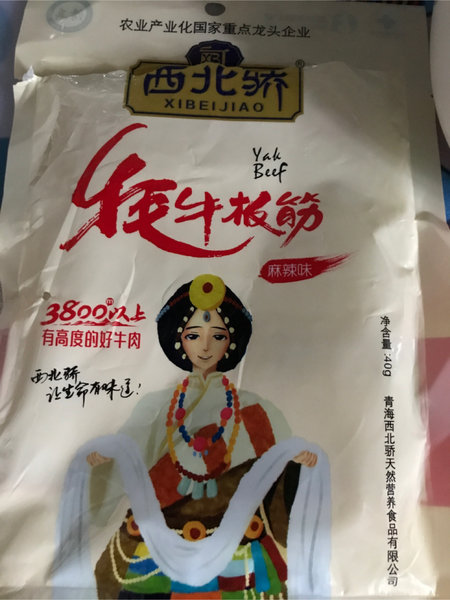 农业产业化国家重点龙头企业
西北骄
®
XIBEIJIAO
Yak
Beef
牦牛板筋
麻辣味
3800m以上
有高度的好牛肉
西北骄
让生命有味道!
净含量:40g
青海西北骄天然营养食品有限公司